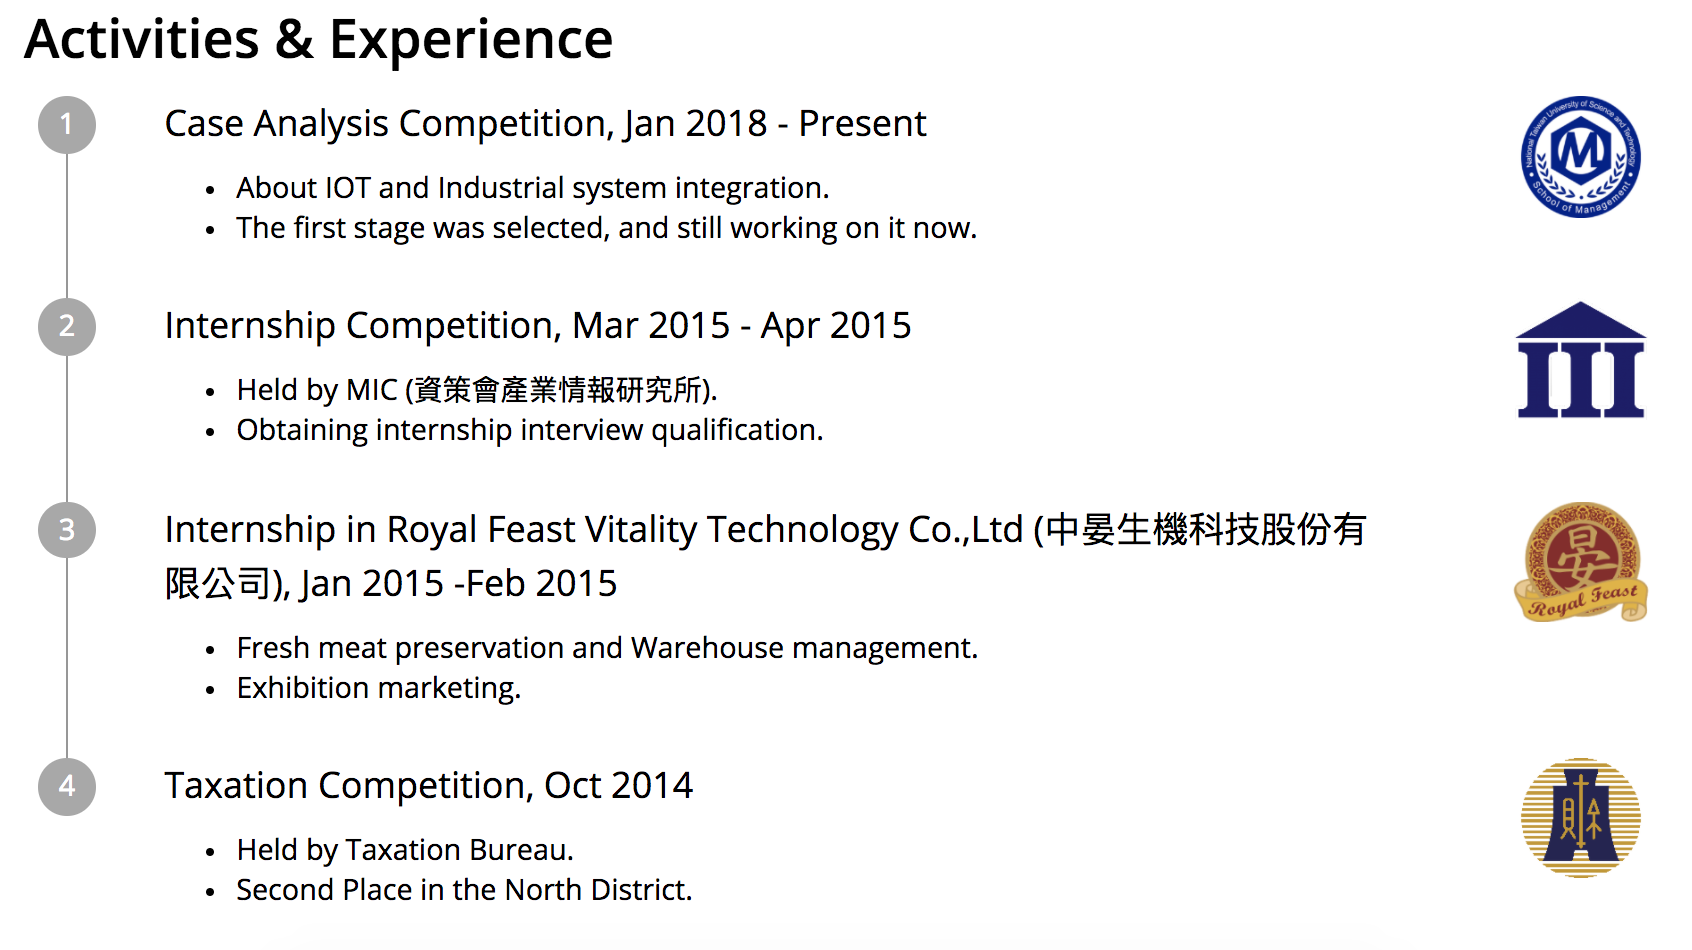 Activities & Experience
1
Case Analysis Competition, Jan 2018 - Present
• About IOT and Industrial system integration.
• The first stage was selected, and still working on it now.
National Taiwan University of Science and Technology
M
• School of Management •
2
Internship Competition, Mar 2015 - Apr 2015
• Held by MIC (資策會產業情報研究所).
• Obtaining internship interview qualification.
III
3
Internship in Royal Feast Vitality Technology Co.,Ltd (中晏生機科技股份有
限公司), Jan 2015 -Feb 2015
• Fresh meat preservation and Warehouse management.
• Exhibition marketing.
晏
Royal Feast
4
Taxation Competition, Oct 2014
• Held by Taxation Bureau.
• Second Place in the North District.
財